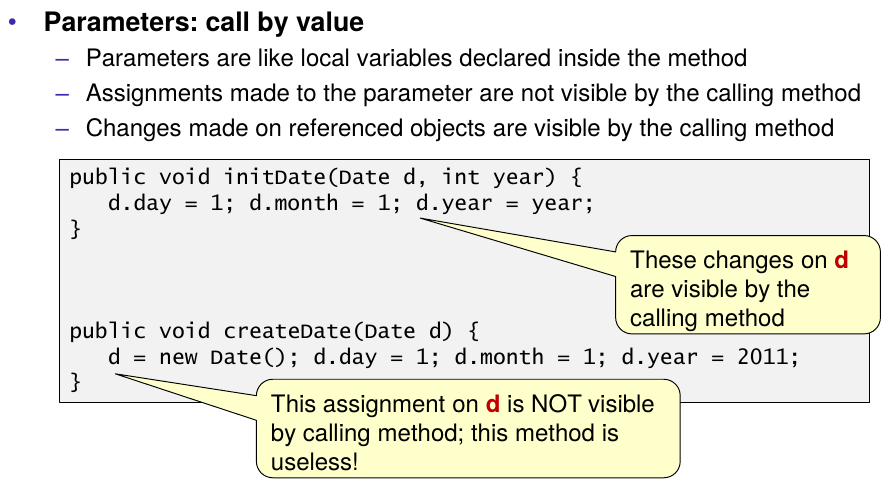 • Parameters: call by value
– Parameters are like local variables declared inside the method
– Assignments made to the parameter are not visible by the calling method
– Changes made on referenced objects are visible by the calling method
public void initDate(Date d, int year) {
d.day = 1; d.month = 1; d.year = year;
}
These changes on d
are visible by the
calling method
public void createDate(Date d) {
d = new Date(); d.day = 1; d.month = 1; d.year = 2011;
}
This assignment on d is NOT visible
by calling method; this method is
useless!